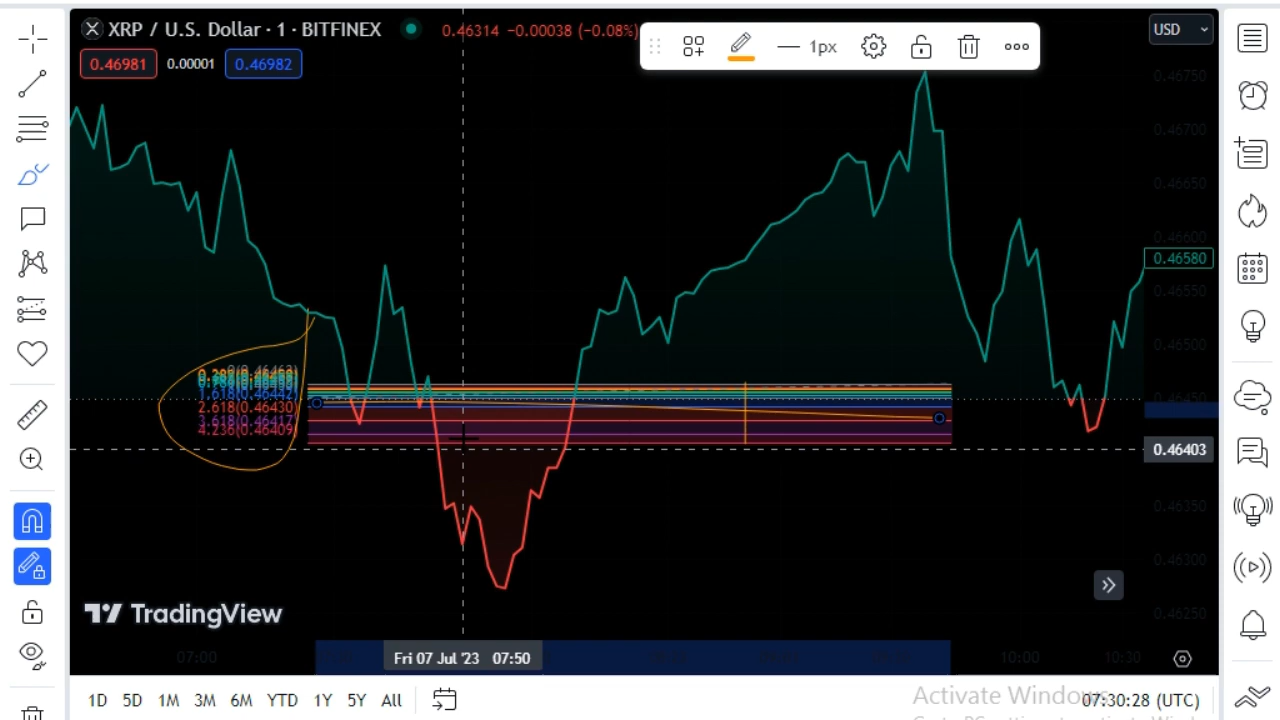 XRP / U.S. Dollar · 1 · BITFINEX
0.46314 −0.00038 (−0.08%)
1px
USD
0.46981 0.00001 0.46982
0.46750
0.46700
0.46650
0.46600
0.46580
0.46550
0.46500
1.618(0.46442)
2.618(0.46430)
3.618(0.46417)
4.236(0.46409)
0.46403
0.46350
0.46300
0.46250
TradingView
07:00
Fri 07 Jul '23 07:50
10:00
10:30
1D 5D 1M 3M 6M YTD 1Y 5Y All
Activate Windows
07:30:28 (UTC)